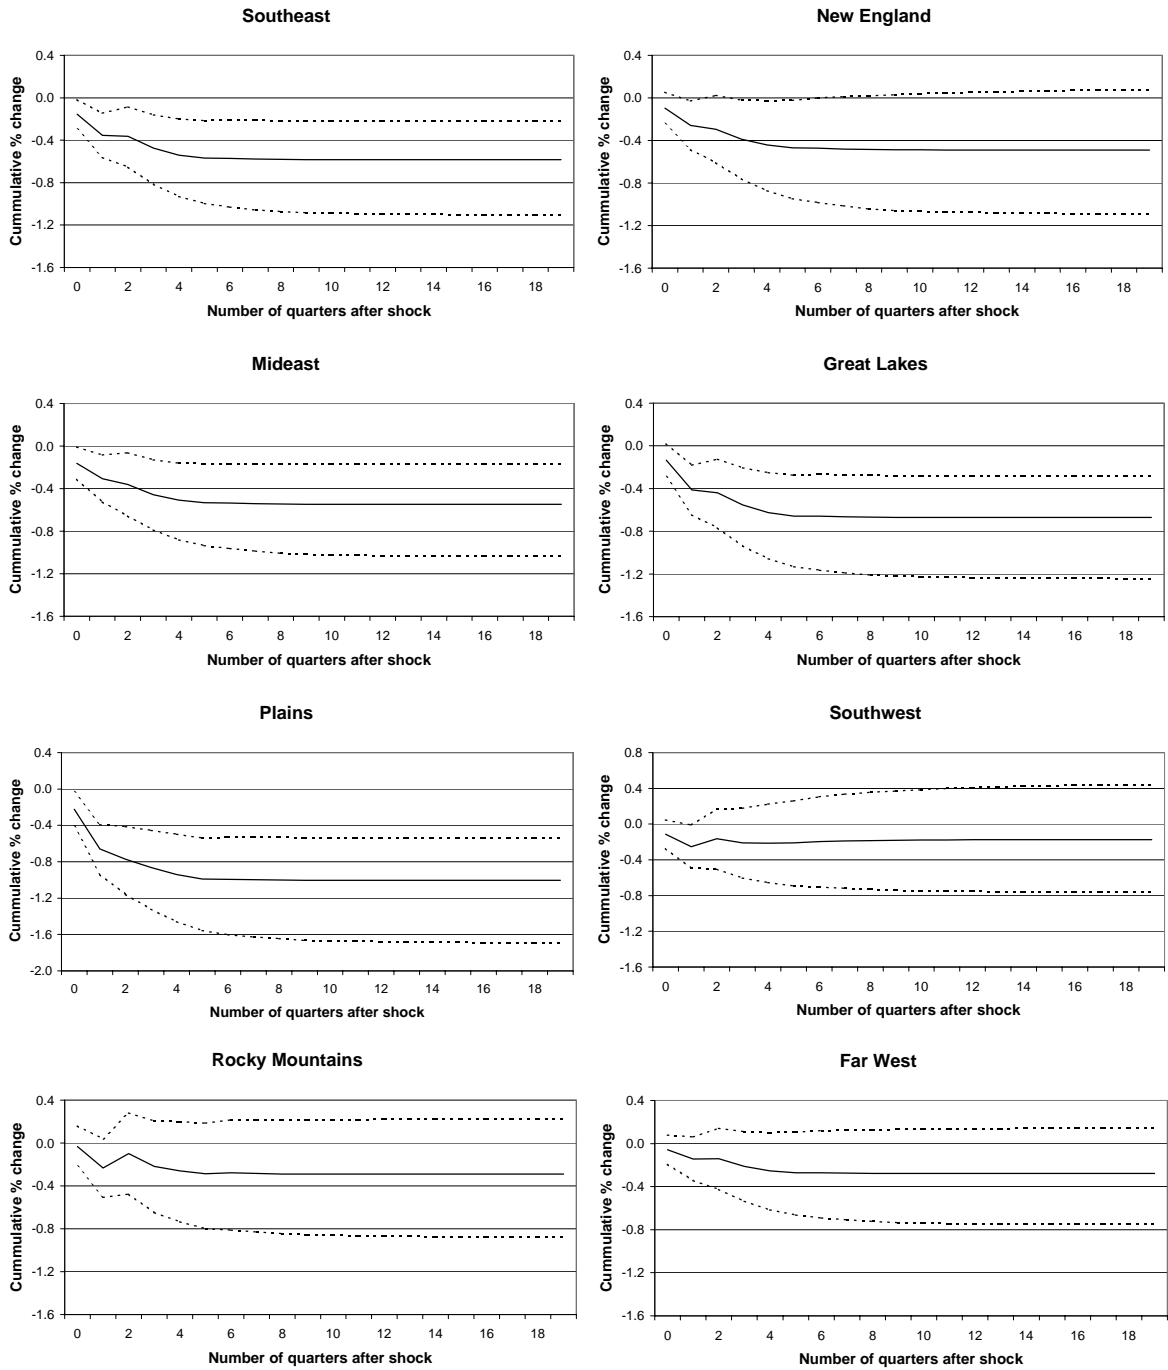 Southeast
Cummulative % change
0.4
0.0
-0.4
-0.8
-1.2
-1.6
0 2 4 6 8 10 12 14 16 18
Number of quarters after shock
New England
Cummulative % change
0.4
0.0
-0.4
-0.8
-1.2
-1.6
0 2 4 6 8 10 12 14 16 18
Number of quarters after shock
Mideast
Cummulative % change
0.4
0.0
-0.4
-0.8
-1.2
-1.6
0 2 4 6 8 10 12 14 16 18
Number of quarters after shock
Great Lakes
Cummulative % change
0.4
0.0
-0.4
-0.8
-1.2
-1.6
0 2 4 6 8 10 12 14 16 18
Number of quarters after shock
Plains
Cummulative % change
0.4
0.0
-0.4
-0.8
-1.2
-1.6
-2.0
0 2 4 6 8 10 12 14 16 18
Number of quarters after shock
Southwest
Cummulative % change
0.8
0.4
0.0
-0.4
-0.8
-1.2
-1.6
0 2 4 6 8 10 12 14 16 18
Number of quarters after shock
Rocky Mountains
Cummulative % change
0.4
0.0
-0.4
-0.8
-1.2
-1.6
0 2 4 6 8 10 12 14 16 18
Number of quarters after shock
Far West
Cummulative % change
0.4
0.0
-0.4
-0.8
-1.2
-1.6
0 2 4 6 8 10 12 14 16 18
Number of quarters after shock